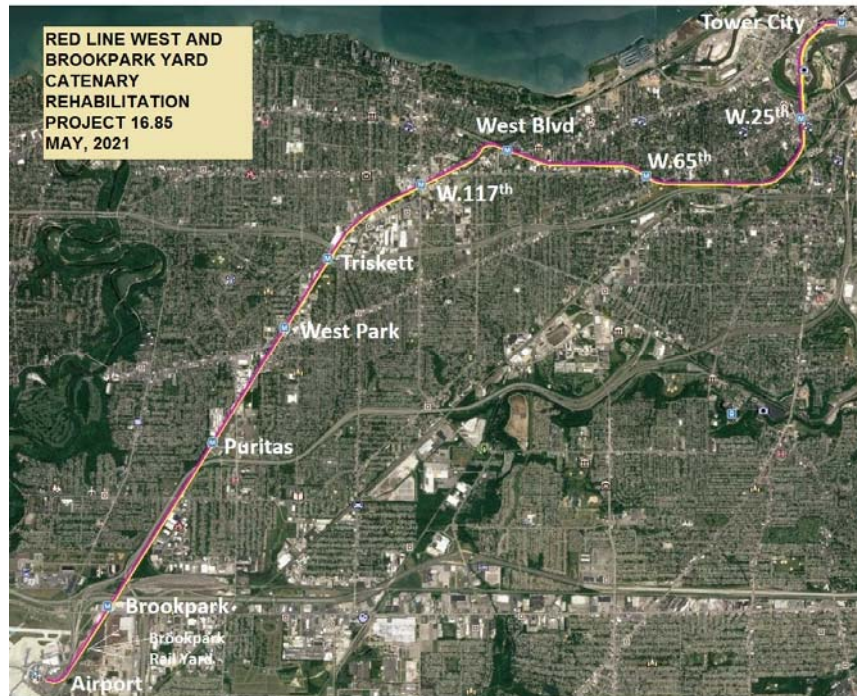 RED LINE WEST AND
BROOKPARK YARD
CATENARY
REHABILITATION
PROJECT 16.85
MAY, 2021
Tower City
W.25th
West Blvd
W.65th
W.117th
Triskett
West Park
Puritas
Brookpark
Brookpark
Rail Yard
Airport